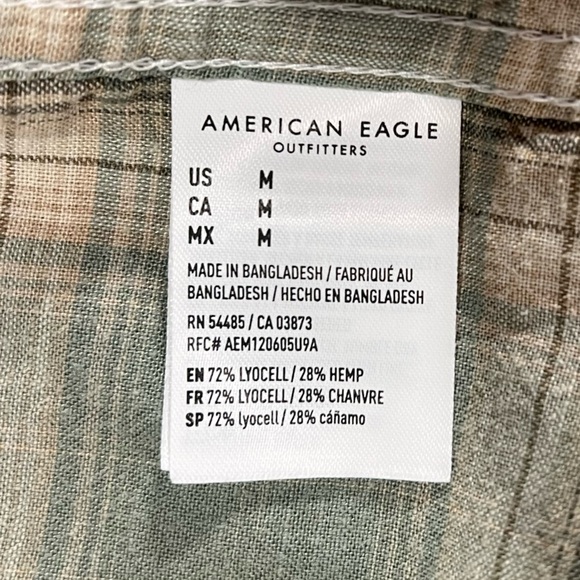 AMERICAN EAGLE
OUTFITTERS
US M
CA M
MX M
MADE IN BANGLADESH / FABRIQUÉ AU
BANGLADESH / HECHO EN BANGLADESH
RN 54485 / CA 03873
RFC# AEM120605U9A
EN 72% LYOCELL / 28% HEMP
FR 72% LYOCELL / 28% CHANVRE
SP 72% lyocell / 28% cáñamo